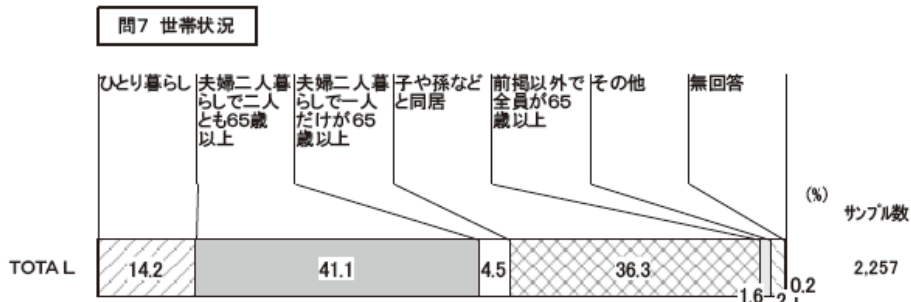 問7 世帯状況
ひとり暮らし
夫婦二人暮
らしで二人
とも65歳
以上
夫婦二人暮
らしで一人
だけが65
歳以上
子や孫など
と同居
前掲以外で
全員が65
歳以上
その他
無回答
(%)
サンプル数
TOTAL
14.2
41.1
4.5
36.3
1.6
0.2
2,257